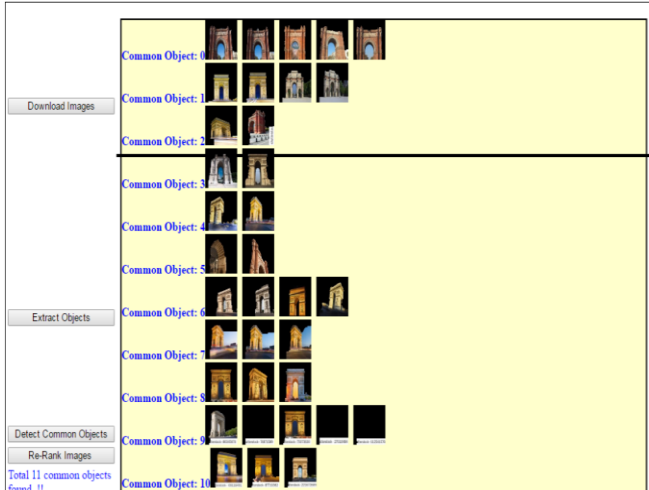 Common Object: 0
Common Object: 1
Download Images
Common Object: 2
Common Object: 3
Common Object: 4
Common Object: 5
Common Object: 6
Extract Objects
Common Object: 7
Common Object: 8
Detect Common Objects
Common Object: 9
Re-Rank Images
Total 11 common objects
found !!
Common Object: 10